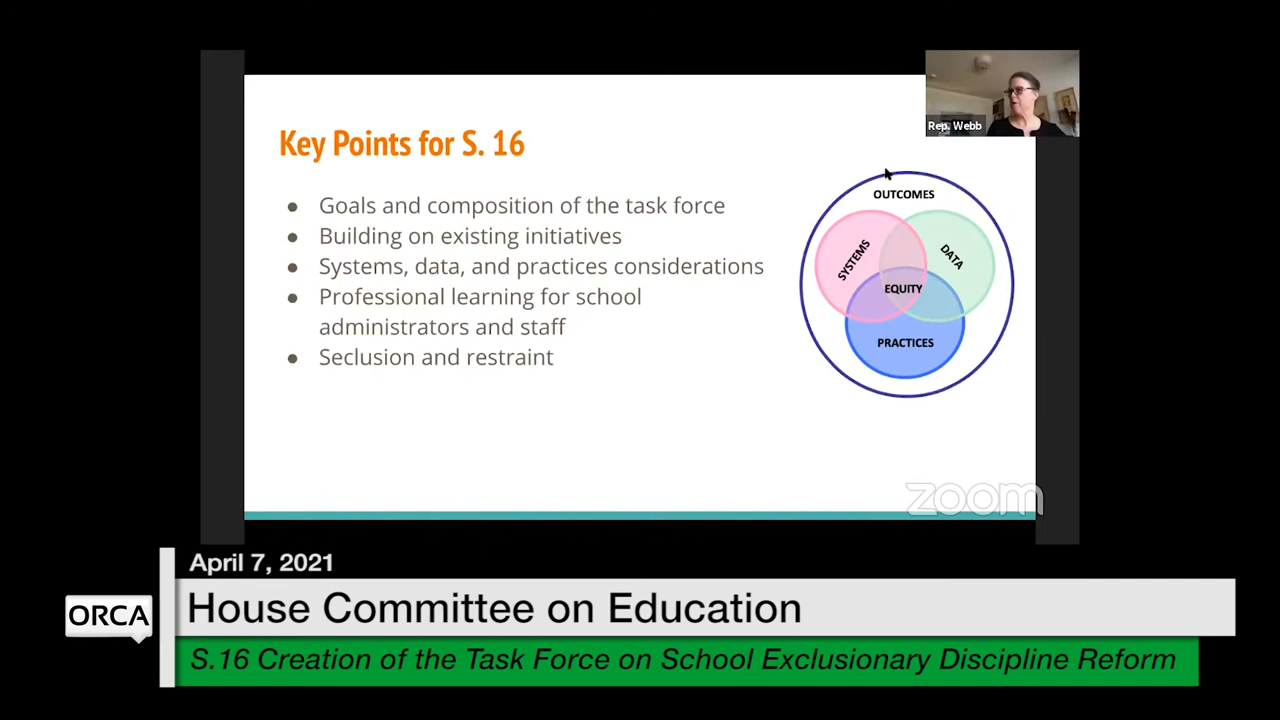 Rep. Webb
Key Points for S. 16
● Goals and composition of the task force
● Building on existing initiatives
● Systems, data, and practices considerations
● Professional learning for school
administrators and staff
● Seclusion and restraint
OUTCOMES
SYSTEMS
DATA
EQUITY
PRACTICES
zoom
April 7, 2021
ORCA
House Committee on Education
S.16 Creation of the Task Force on School Exclusionary Discipline Reform